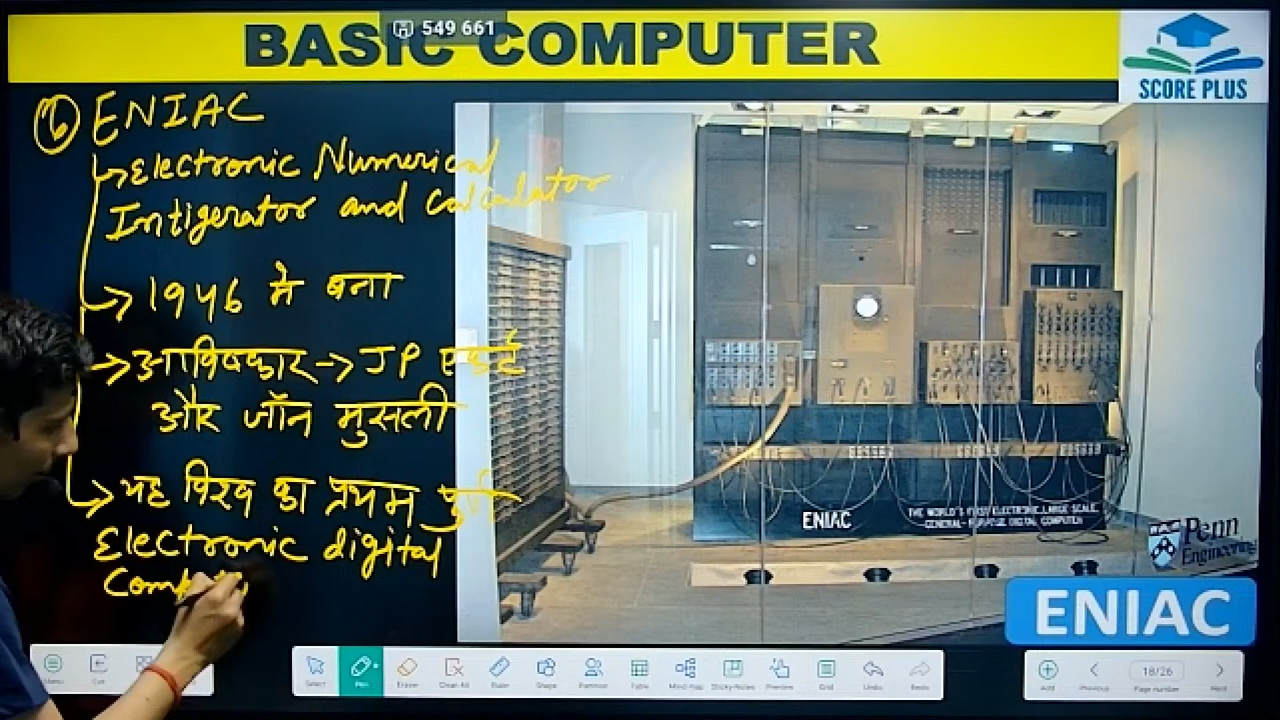 BASIC COMPUTER
549 661
SCORE PLUS
6 ENIAC
Electronic Numerical
Intigerator and Calculator
1946 मे बना
आविष्कार → JP एकर्ट
और जॉन मुसली
यह विश्व का प्रथम पूर्ण
Electronic digital
ENIAC
THE WORLD'S FIRST ELECTRONIC, LARGE SCALE,
GENERAL-PURPOSE DIGITAL COMPUTER
Penn
Engineering
ENIAC
Menu
Select
Pen
Eraser
Clean All
Ruler
Shape
Table
Mind Map
Sticky-Notes
Grid
Undo
Redo
Add
Previous
18/26
Page number
Next